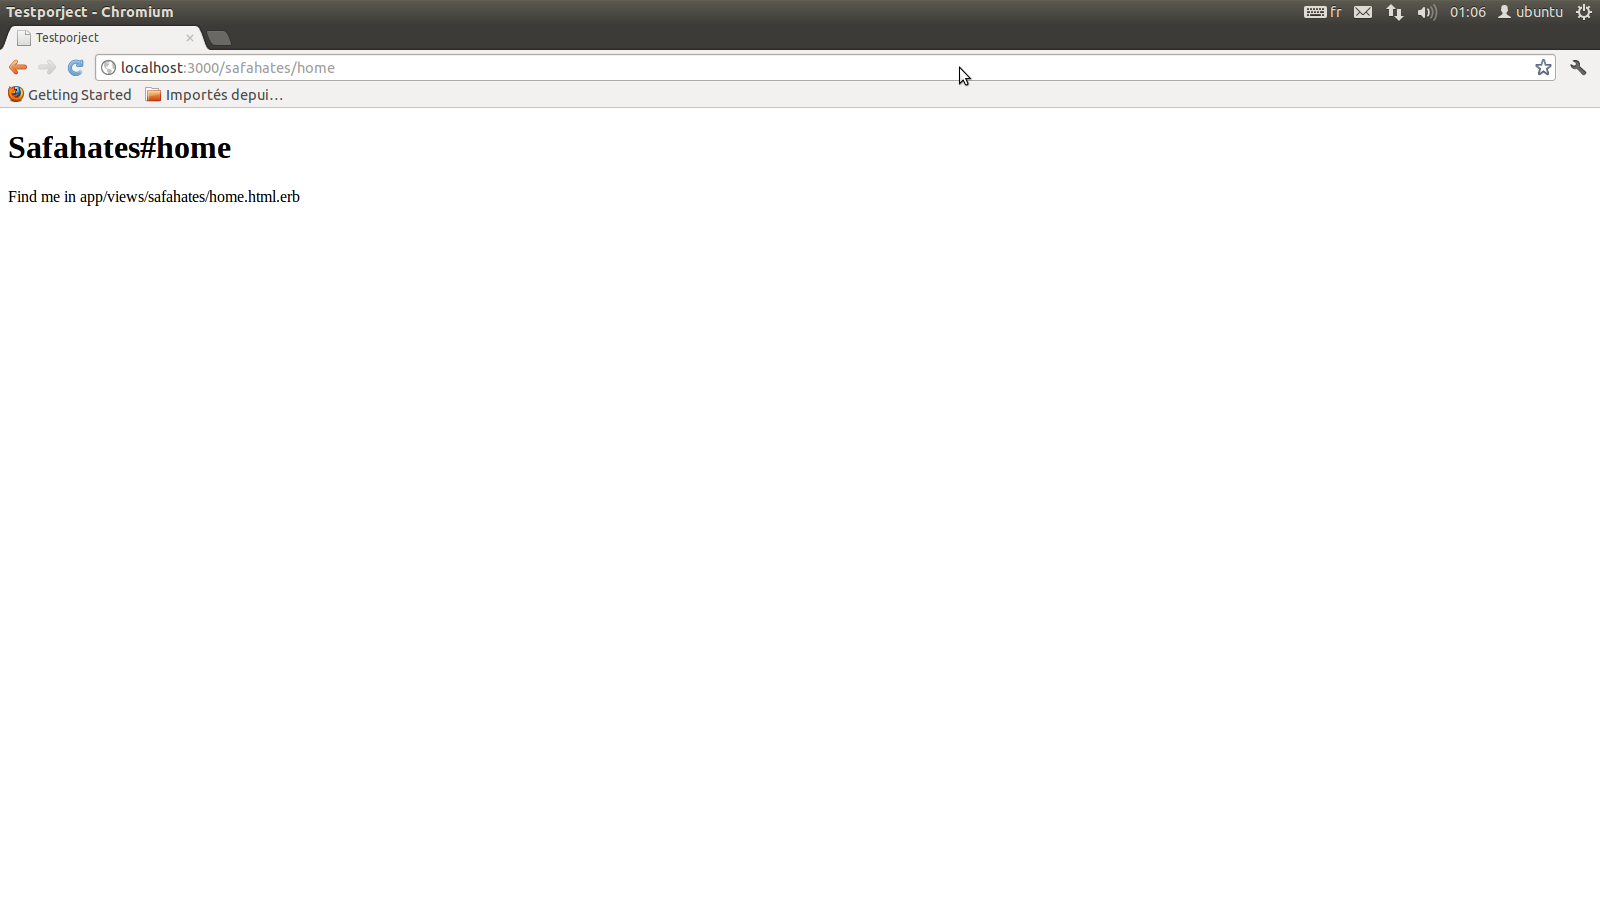 Testporject - Chromium
fr
01:06
ubuntu
Testporject
localhost:3000/safahates/home
Getting Started
Importés depui...
Safahates#home
Find me in app/views/safahates/home.html.erb